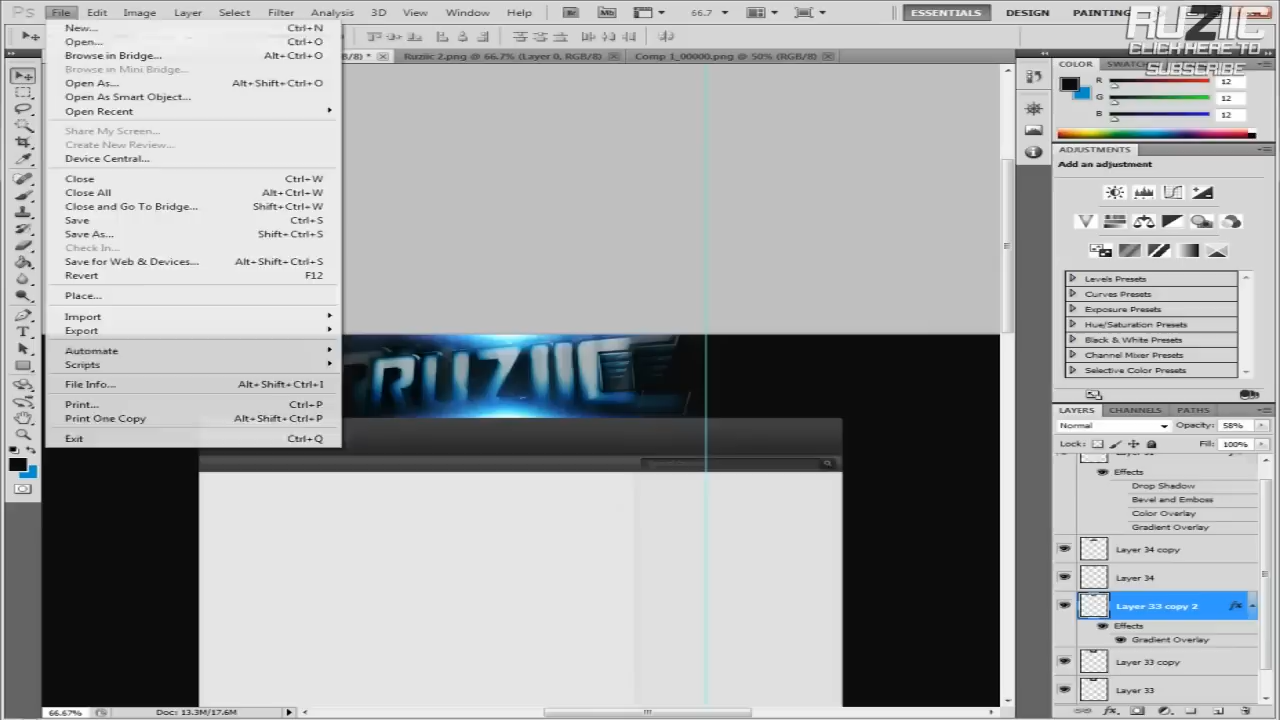 Ps File Edit Image Layer Select Filter Analysis 3D View Window Help Br Mb 66.7 ESSENTIALS DESIGN PAINTING
RUZIIC
CLICK HERE TO
SUBSCRIBE
B/8) * Ruziic 2.png @ 66.7% (Layer 0, RGB/8) Comp 1_00000.png @ 50% (RGB/8)
New... Ctrl+N
Open... Ctrl+O
Browse in Bridge... Alt+Ctrl+O
Browse in Mini Bridge...
Open As... Alt+Shift+Ctrl+O
Open As Smart Object...
Open Recent
Share My Screen...
Create New Review...
Device Central...
Close Ctrl+W
Close All Alt+Ctrl+W
Close and Go To Bridge... Shift+Ctrl+W
Save Ctrl+S
Save As... Shift+Ctrl+S
Check In...
Save for Web & Devices... Alt+Shift+Ctrl+S
Revert F12
Place...
Import
Export
Automate
Scripts
File Info... Alt+Shift+Ctrl+I
Print... Ctrl+P
Print One Copy Alt+Shift+Ctrl+P
Exit Ctrl+Q
RUZIIC
COLOR SWATCH
R 12
G 12
B 12
ADJUSTMENTS
Add an adjustment
Levels Presets
Curves Presets
Exposure Presets
Hue/Saturation Presets
Black & White Presets
Channel Mixer Presets
Selective Color Presets
LAYERS CHANNELS PATHS
Normal Opacity: 58%
Lock: Fill: 100%
Effects
Drop Shadow
Bevel and Emboss
Color Overlay
Gradient Overlay
Layer 34 copy
Layer 34
Layer 33 copy 2 fx
Effects
Gradient Overlay
Layer 33 copy
Layer 33
66.67% Doc: 13.3M/17.6M